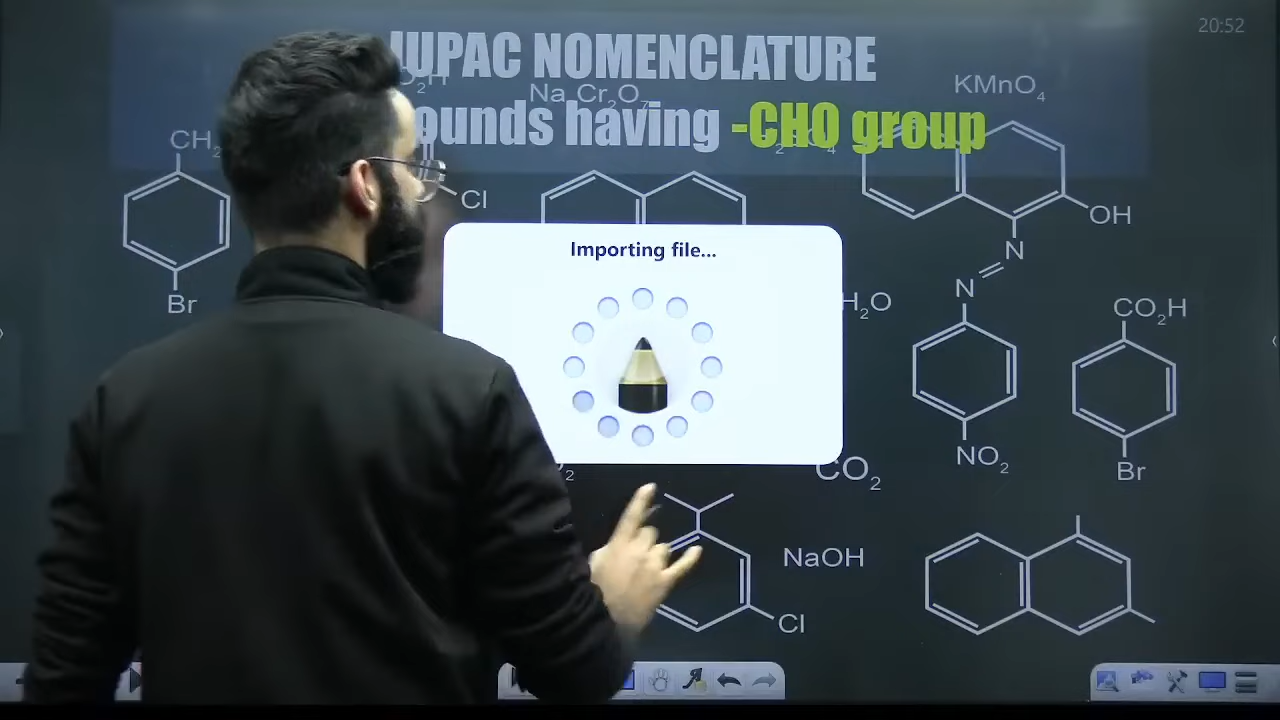 20:52
IUPAC NOMENCLATURE
Na Cr₂O₇
KMnO₄
ounds having -CHO group
CH₂
Cl
OH
N
N
Br
Importing file...
H₂O
CO₂H
NO₂
Br
CO₂
NaOH
Cl